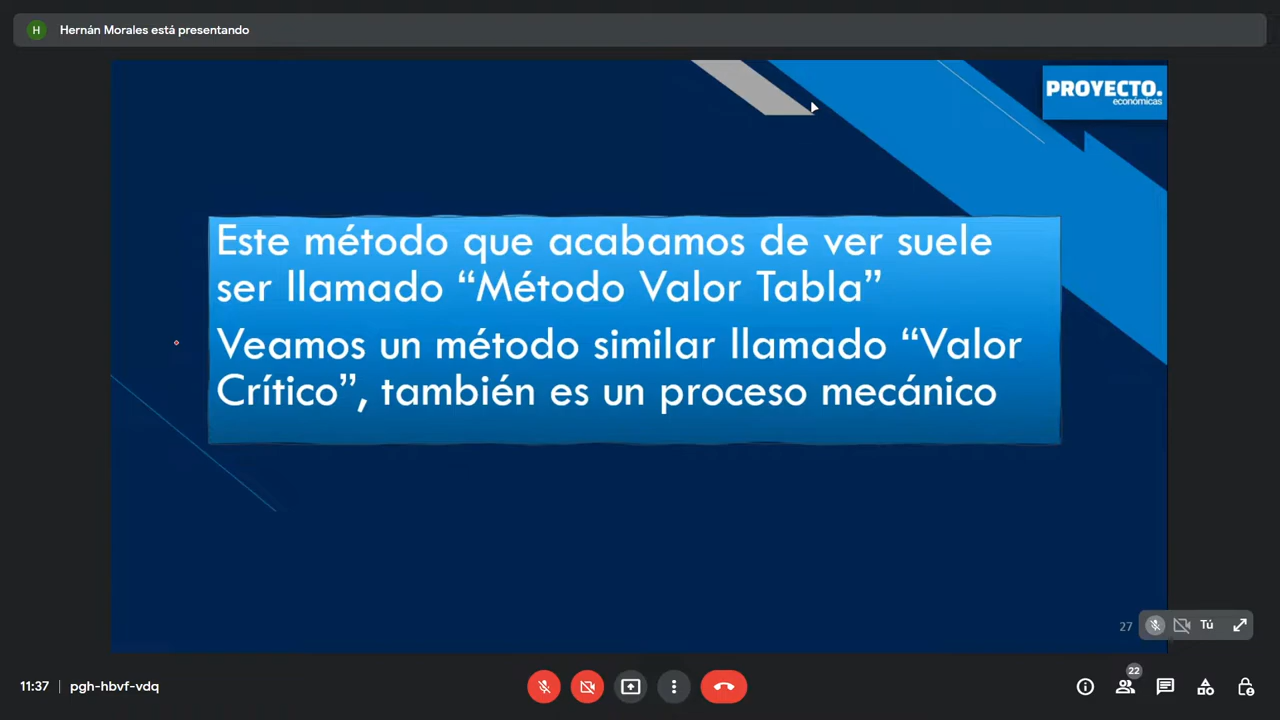 H Hernán Morales está presentando
PROYECTO.
económicas
Este método que acabamos de ver suele
ser llamado “Método Valor Tabla”
Veamos un método similar llamado “Valor
Crítico”, también es un proceso mecánico
27
Tú
22
11:37 | pgh-hbvf-vdq